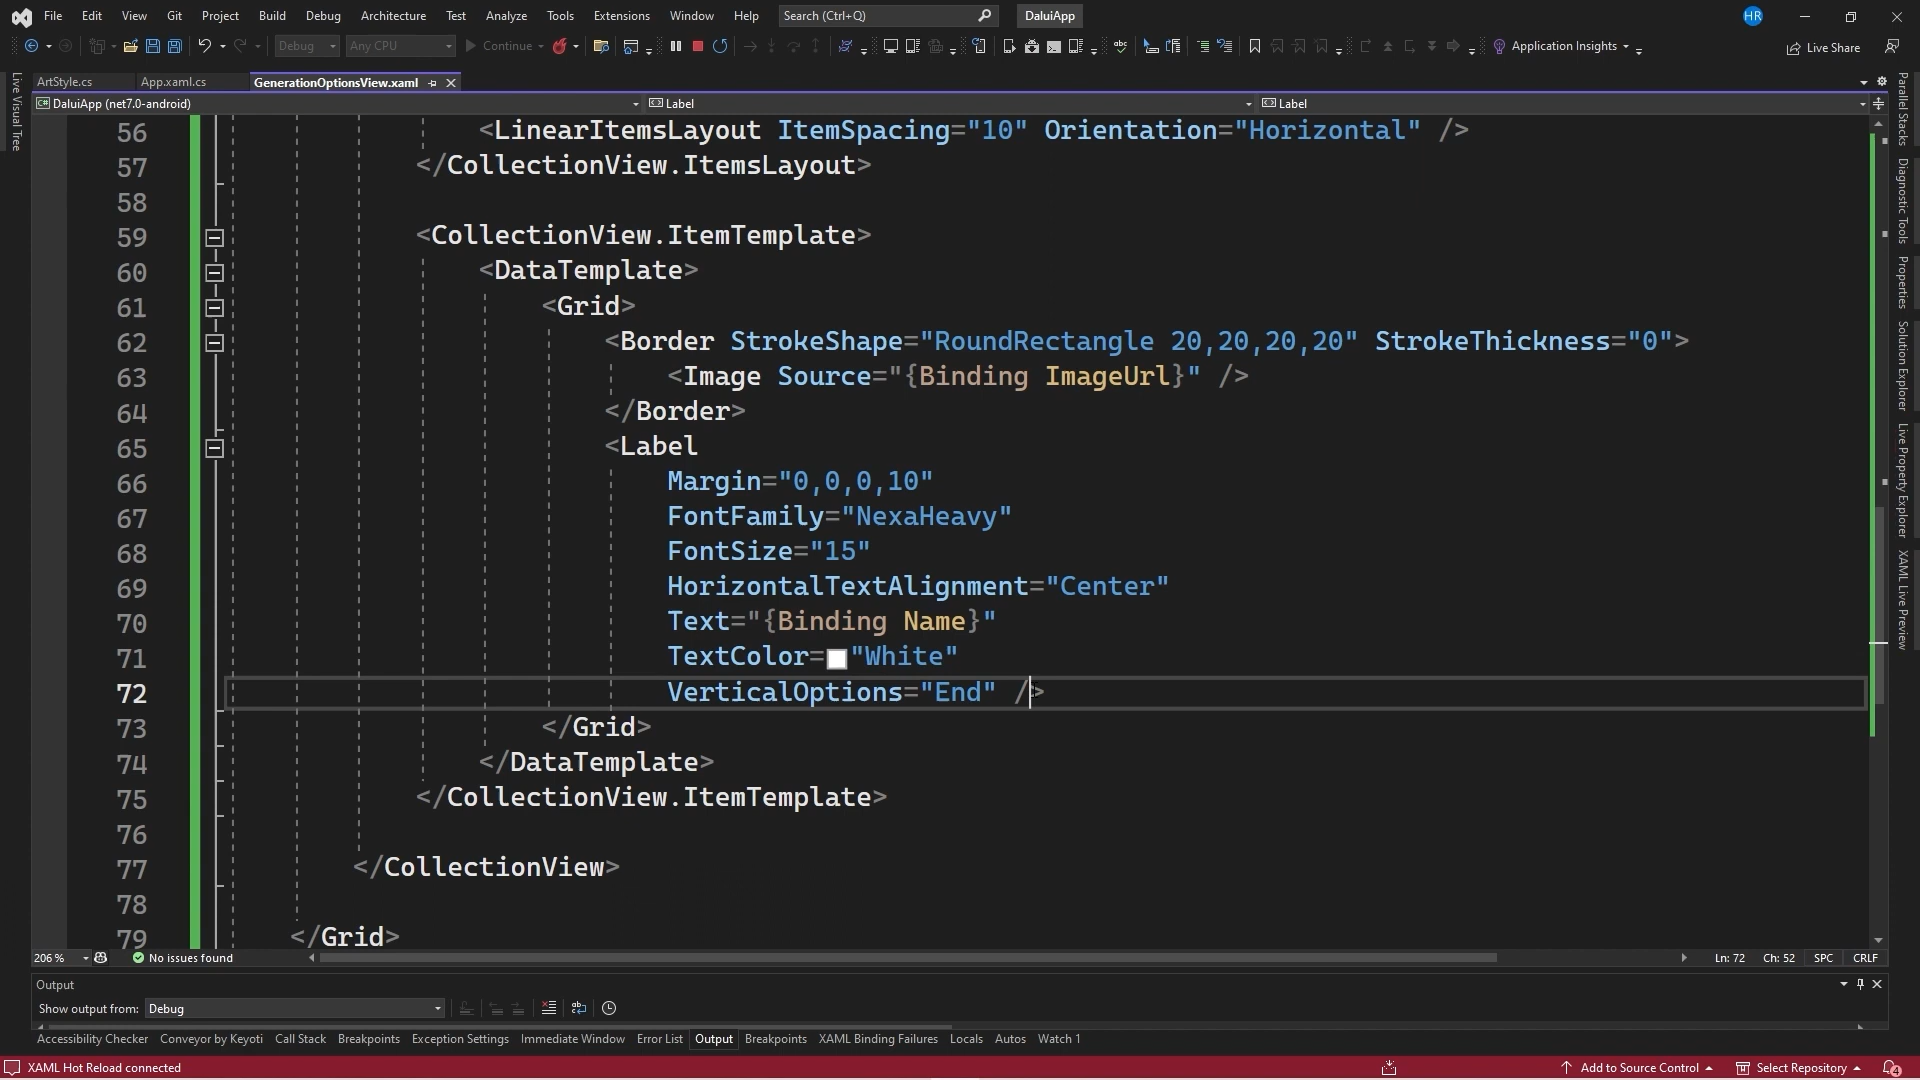 File Edit View Git Project Build Debug Architecture Test Analyze Tools Extensions Window Help Search (Ctrl+Q) DaluiApp HR
Debug Any CPU Continue Application Insights Live Share
ArtStyle.cs App.xaml.cs GenerationOptionsView.xaml
DaluiApp (net7.0-android) Label Label
56 <LinearItemsLayout ItemSpacing="10" Orientation="Horizontal" />
57 </CollectionView.ItemsLayout>
58
59 <CollectionView.ItemTemplate>
60 <DataTemplate>
61 <Grid>
62 <Border StrokeShape="RoundRectangle 20,20,20,20" StrokeThickness="0">
63 <Image Source="{Binding ImageUrl}" />
64 </Border>
65 <Label
66 Margin="0,0,0,10"
67 FontFamily="NexaHeavy"
68 FontSize="15"
69 HorizontalTextAlignment="Center"
70 Text="{Binding Name}"
71 TextColor="White"
72 VerticalOptions="End" />
73 </Grid>
74 </DataTemplate>
75 </CollectionView.ItemTemplate>
76
77 </CollectionView>
78
79 </Grid>
206 % No issues found Ln: 72 Ch: 52 SPC CRLF
Output
Show output from: Debug
Accessibility Checker Conveyor by Keyoti Call Stack Breakpoints Exception Settings Immediate Window Error List Output Breakpoints XAML Binding Failures Locals Autos Watch 1
XAML Hot Reload connected Add to Source Control Select Repository 4
Live Visual Tree
Parallel Stacks
Diagnostic Tools
Properties
Solution Explorer
Live Property Explorer
XAML Live Preview